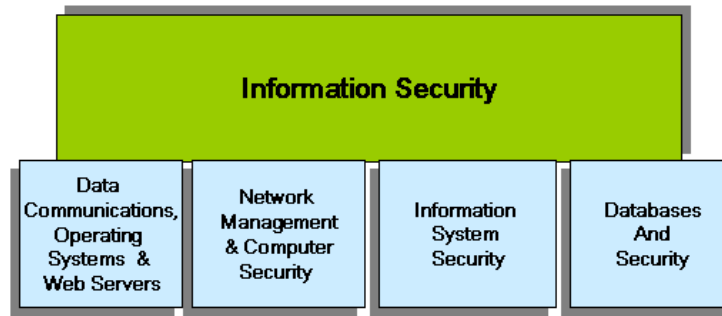 Information Security
Data
Communications,
Operating
Systems &
Web Servers
Network
Management
& Computer
Security
Information
System
Security
Databases
And
Security